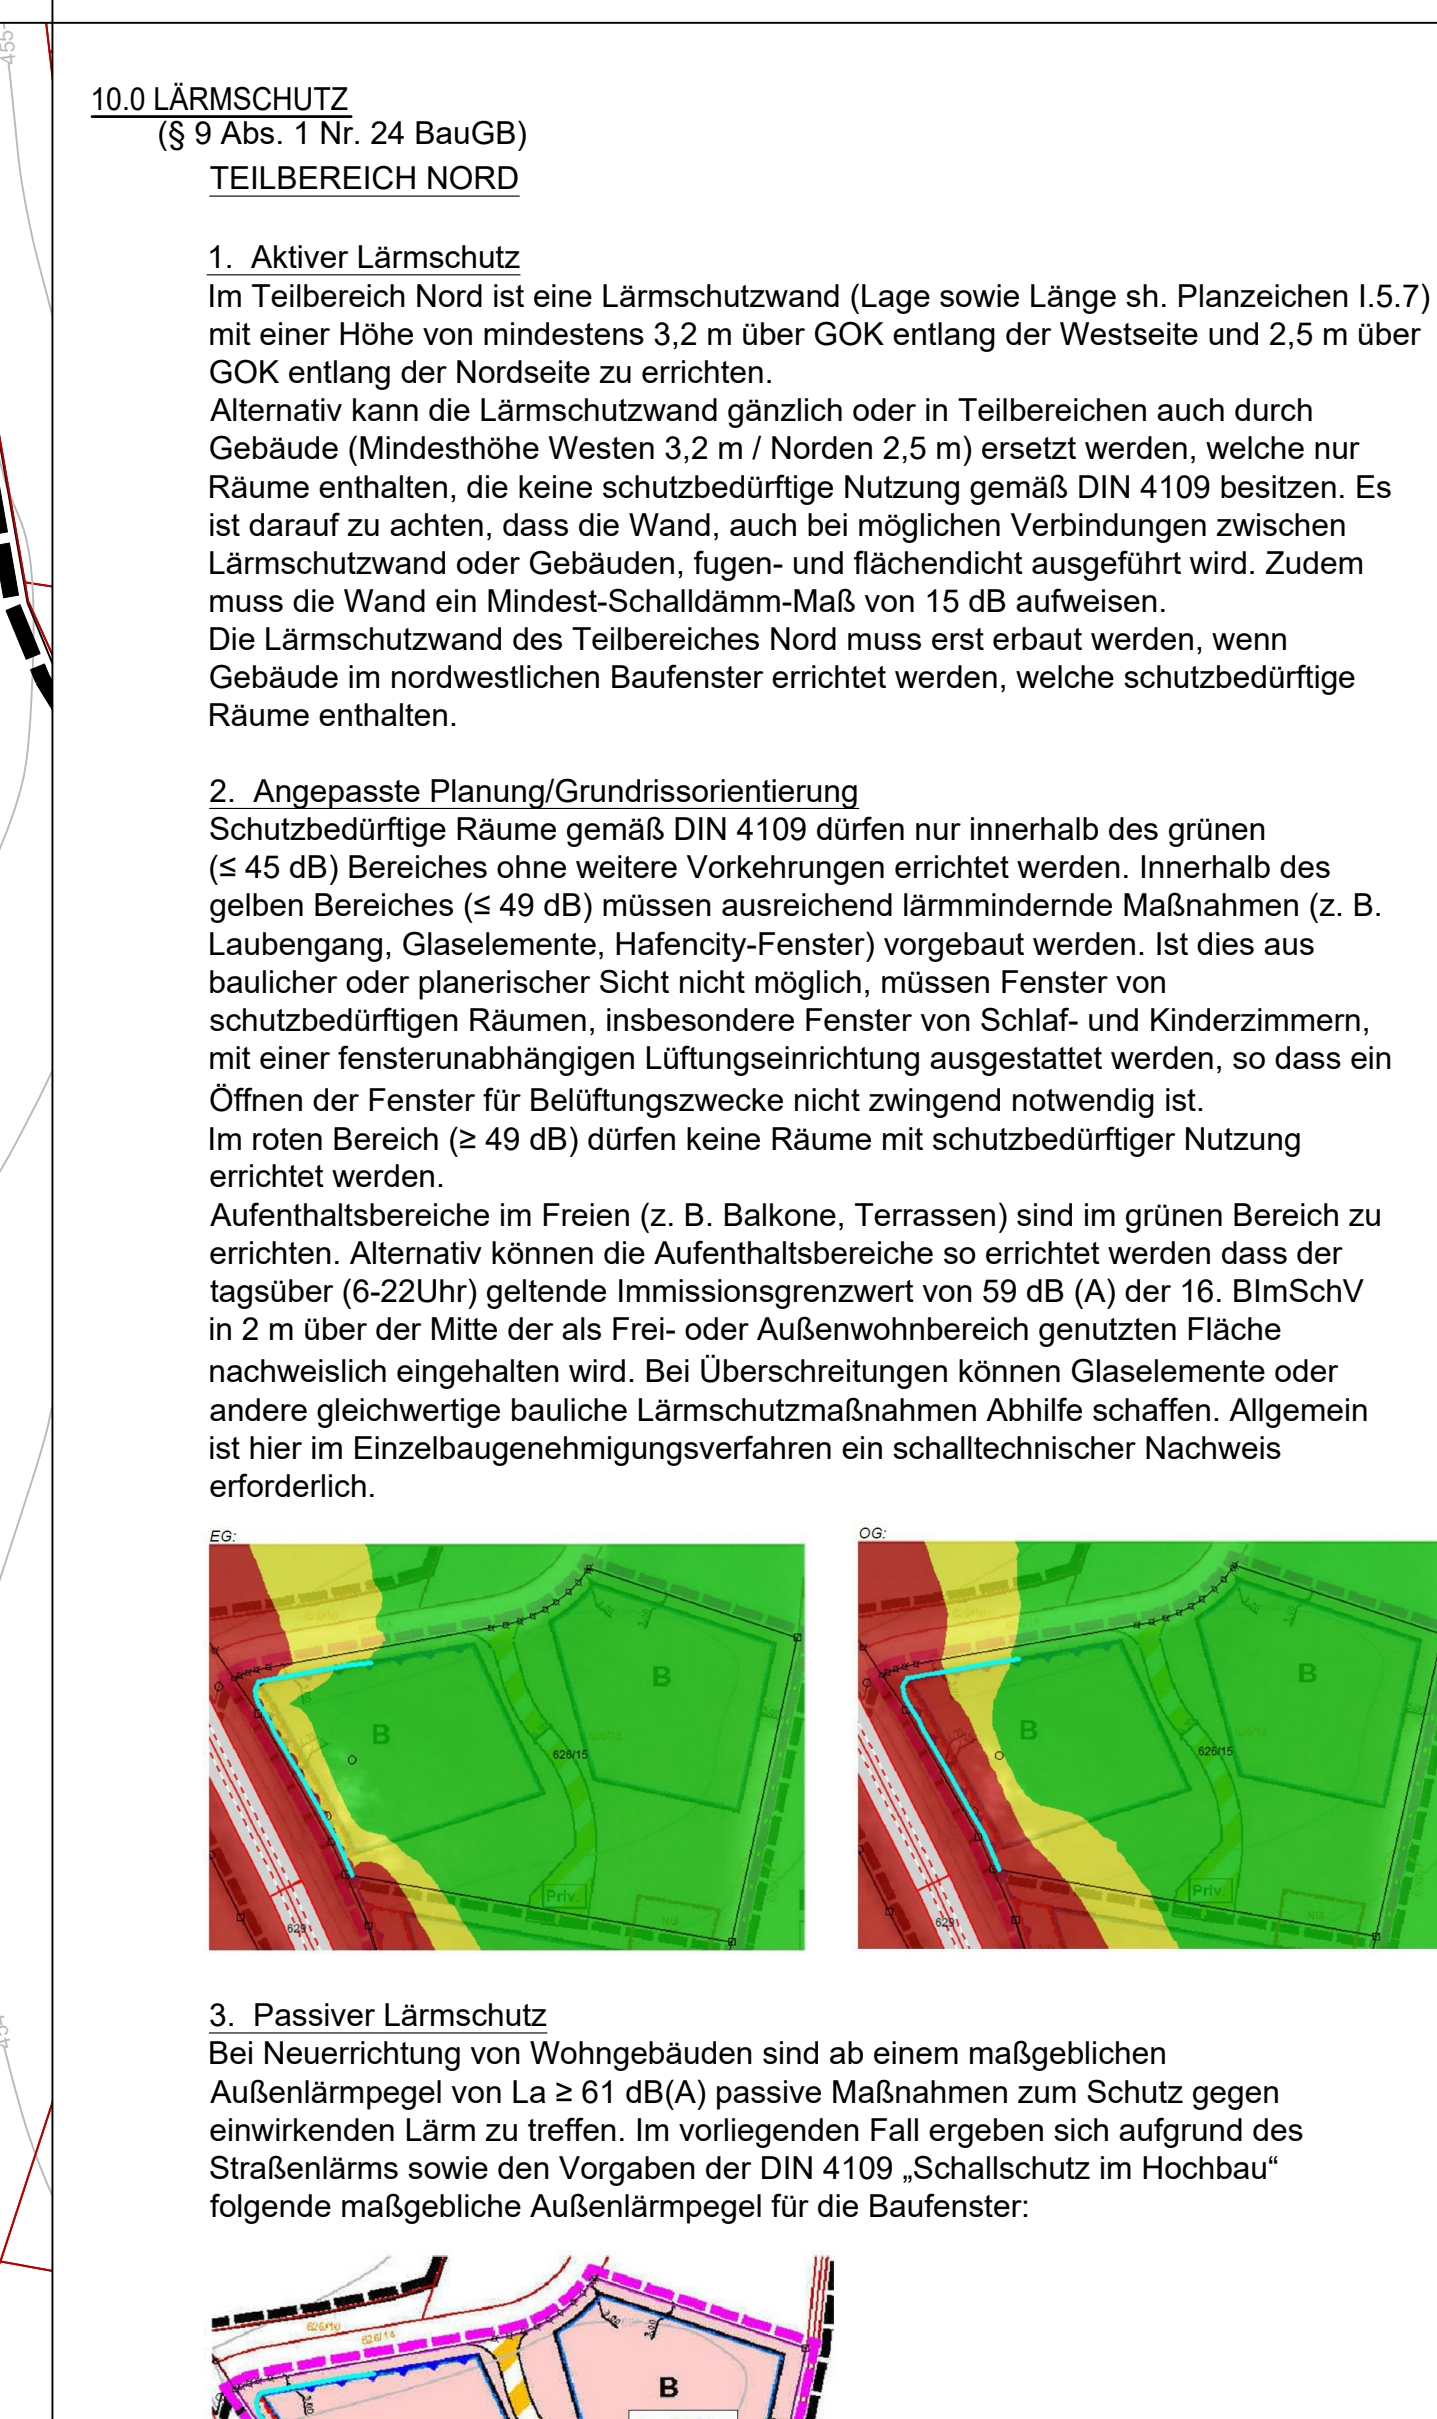 455
10.0 LÄRMSCHUTZ
(§ 9 Abs. 1 Nr. 24 BauGB)
TEILBEREICH NORD
1. Aktiver Lärmschutz
Im Teilbereich Nord ist eine Lärmschutzwand (Lage sowie Länge sh. Planzeichen I.5.7)
mit einer Höhe von mindestens 3,2 m über GOK entlang der Westseite und 2,5 m über
GOK entlang der Nordseite zu errichten.
Alternativ kann die Lärmschutzwand gänzlich oder in Teilbereichen auch durch
Gebäude (Mindesthöhe Westen 3,2 m / Norden 2,5 m) ersetzt werden, welche nur
Räume enthalten, die keine schutzbedürftige Nutzung gemäß DIN 4109 besitzen. Es
ist darauf zu achten, dass die Wand, auch bei möglichen Verbindungen zwischen
Lärmschutzwand oder Gebäuden, fugen- und flächendicht ausgeführt wird. Zudem
muss die Wand ein Mindest-Schalldämm-Maß von 15 dB aufweisen.
Die Lärmschutzwand des Teilbereiches Nord muss erst erbaut werden, wenn
Gebäude im nordwestlichen Baufenster errichtet werden, welche schutzbedürftige
Räume enthalten.
2. Angepasste Planung/Grundrissorientierung
Schutzbedürftige Räume gemäß DIN 4109 dürfen nur innerhalb des grünen
(≤ 45 dB) Bereiches ohne weitere Vorkehrungen errichtet werden. Innerhalb des
gelben Bereiches (≤ 49 dB) müssen ausreichend lärmmindernde Maßnahmen (z. B.
Laubengang, Glaselemente, Hafencity-Fenster) vorgebaut werden. Ist dies aus
baulicher oder planerischer Sicht nicht möglich, müssen Fenster von
schutzbedürftigen Räumen, insbesondere Fenster von Schlaf- und Kinderzimmern,
mit einer fensterunabhängigen Lüftungseinrichtung ausgestattet werden, so dass ein
Öffnen der Fenster für Belüftungszwecke nicht zwingend notwendig ist.
Im roten Bereich (≥ 49 dB) dürfen keine Räume mit schutzbedürftiger Nutzung
errichtet werden.
Aufenthaltsbereiche im Freien (z. B. Balkone, Terrassen) sind im grünen Bereich zu
errichten. Alternativ können die Aufenthaltsbereiche so errichtet werden dass der
tagsüber (6-22Uhr) geltende Immissionsgrenzwert von 59 dB (A) der 16. BImSchV
in 2 m über der Mitte der als Frei- oder Außenwohnbereich genutzten Fläche
nachweislich eingehalten wird. Bei Überschreitungen können Glaselemente oder
andere gleichwertige bauliche Lärmschutzmaßnahmen Abhilfe schaffen. Allgemein
ist hier im Einzelbaugenehmigungsverfahren ein schalltechnischer Nachweis
erforderlich.
EG:
626/10
B
B
626/15
Priv.
629
OG:
B
B
626/15
Priv.
629
3. Passiver Lärmschutz
Bei Neuerrichtung von Wohngebäuden sind ab einem maßgeblichen
Außenlärmpegel von La ≥ 61 dB(A) passive Maßnahmen zum Schutz gegen
einwirkenden Lärm zu treffen. Im vorliegenden Fall ergeben sich aufgrund des
Straßenlärms sowie den Vorgaben der DIN 4109 „Schallschutz im Hochbau“
folgende maßgebliche Außenlärmpegel für die Baufenster:
626/10
626/14
3,00
3,00
B
3,00